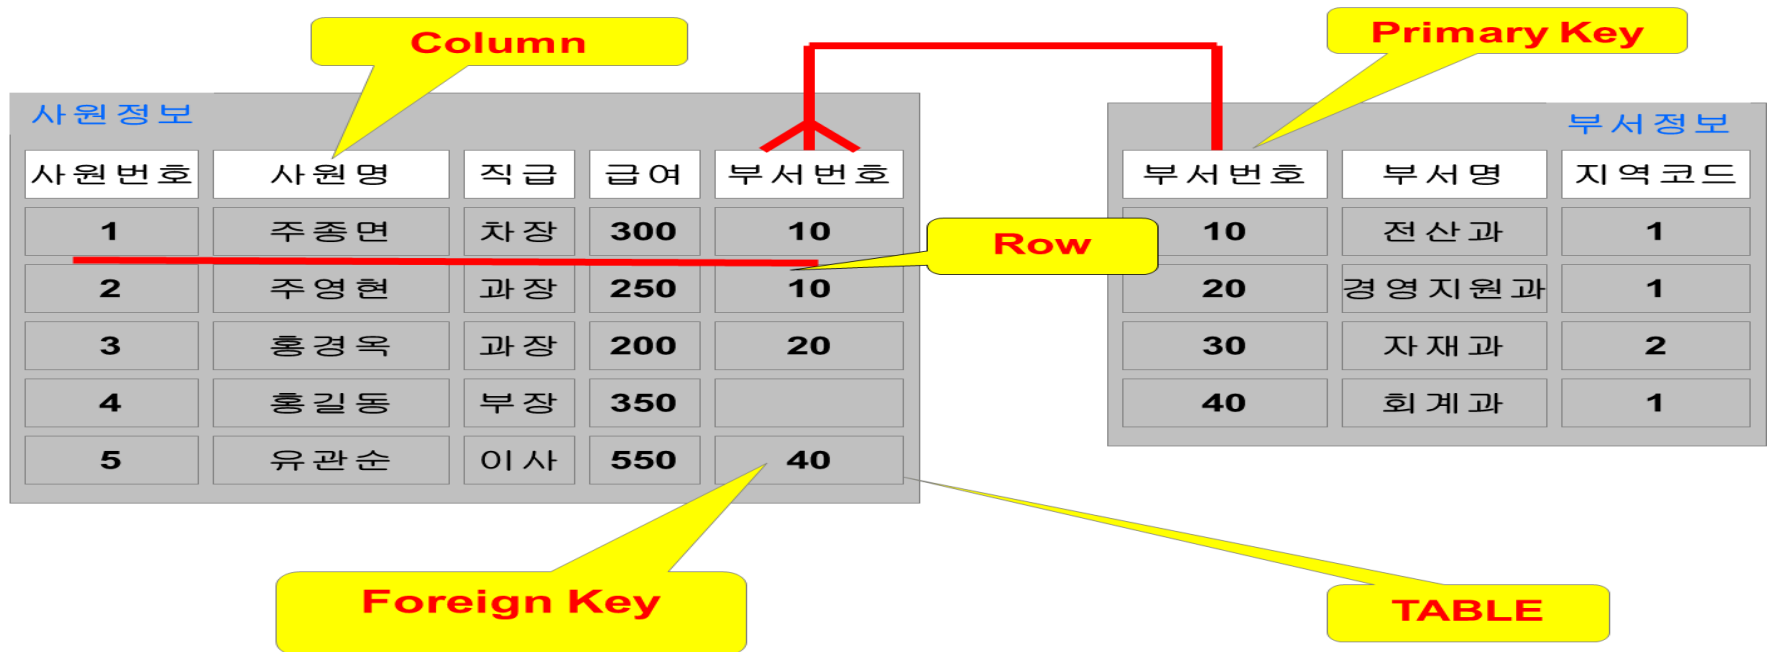 Column
Primary Key
사원정보
부서정보
사원번호 사원명 직급 급여 부서번호
1 주종면 차장 300 10
2 주영현 과장 250 10
3 홍경옥 과장 200 20
4 홍길동 부장 350
5 유관순 이사 550 40
Row
부서번호 부서명 지역코드
10 전산과 1
20 경영지원과 1
30 자재과 2
40 회계과 1
Foreign Key
TABLE